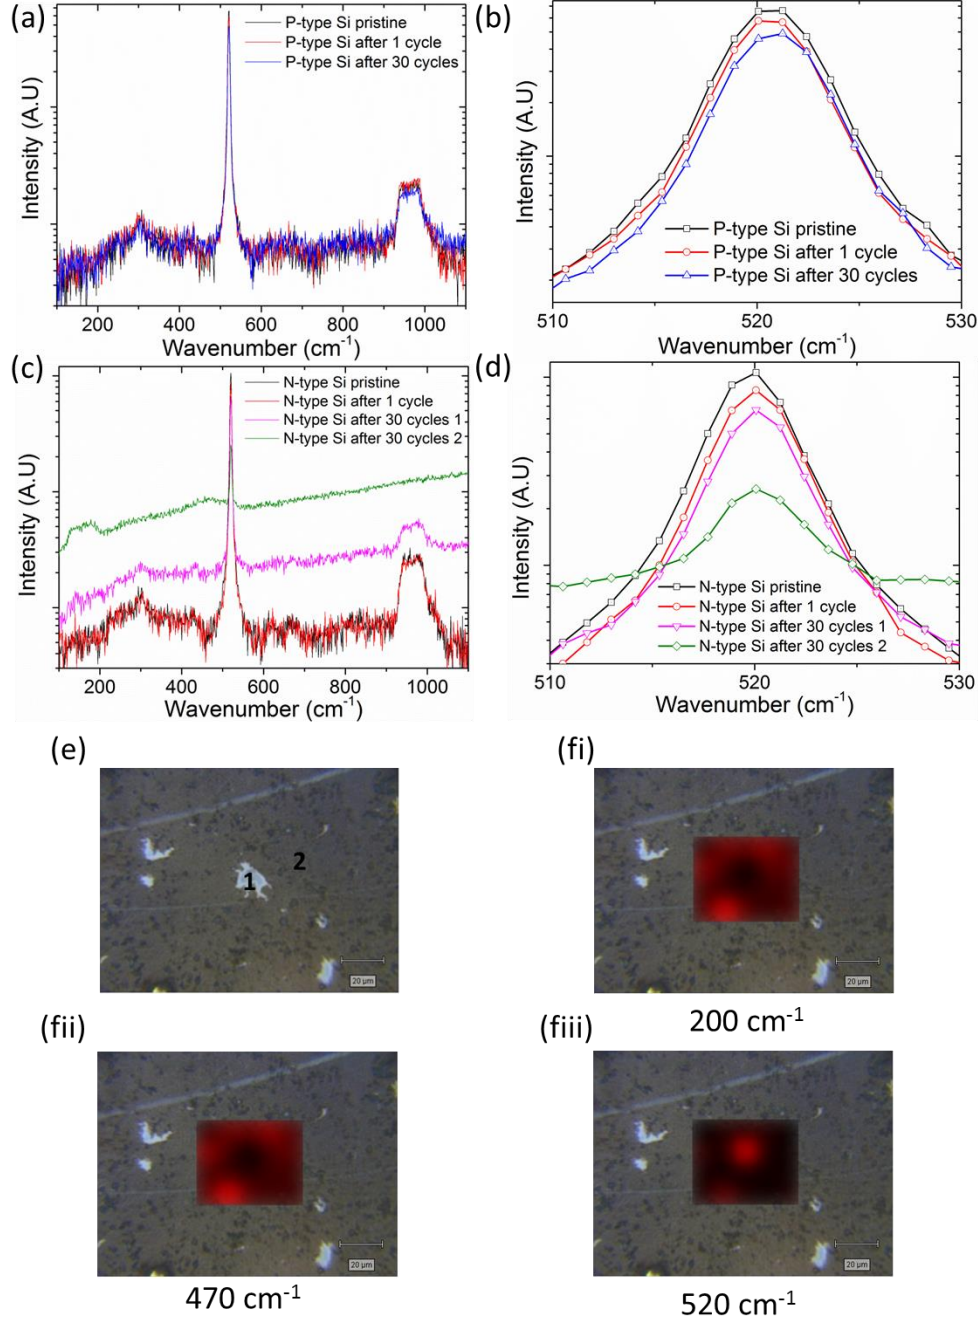 (a)
P-type Si pristine
P-type Si after 1 cycle
P-type Si after 30 cycles
Intensity (A.U)
200 400 600 800 1000
Wavenumber (cm⁻¹)
(b)
Intensity (A.U)
P-type Si pristine
P-type Si after 1 cycle
P-type Si after 30 cycles
510 520 530
Wavenumber (cm⁻¹)
(c)
N-type Si pristine
N-type Si after 1 cycle
N-type Si after 30 cycles 1
N-type Si after 30 cycles 2
Intensity (A.U)
200 400 600 800 1000
Wavenumber (cm⁻¹)
(d)
Intensity (A.U)
N-type Si pristine
N-type Si after 1 cycle
N-type Si after 30 cycles 1
N-type Si after 30 cycles 2
510 520 530
Wavenumber (cm⁻¹)
(e)
2
1
20 µm
(fi)
20 µm
200 cm⁻¹
(fii)
20 µm
470 cm⁻¹
(fiii)
20 µm
520 cm⁻¹